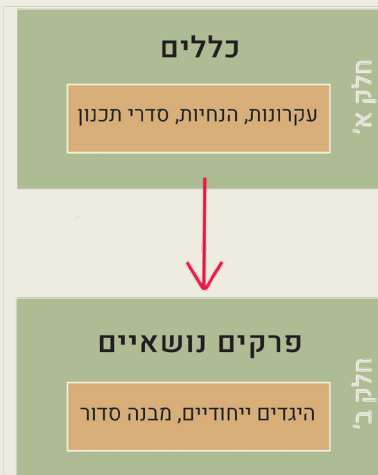 כללים
חלק א'
עקרונות, הנחיות, סדרי תכנון
פרקים נושאיים
חלק ב'
היגדים ייחודיים, מבנה סדור